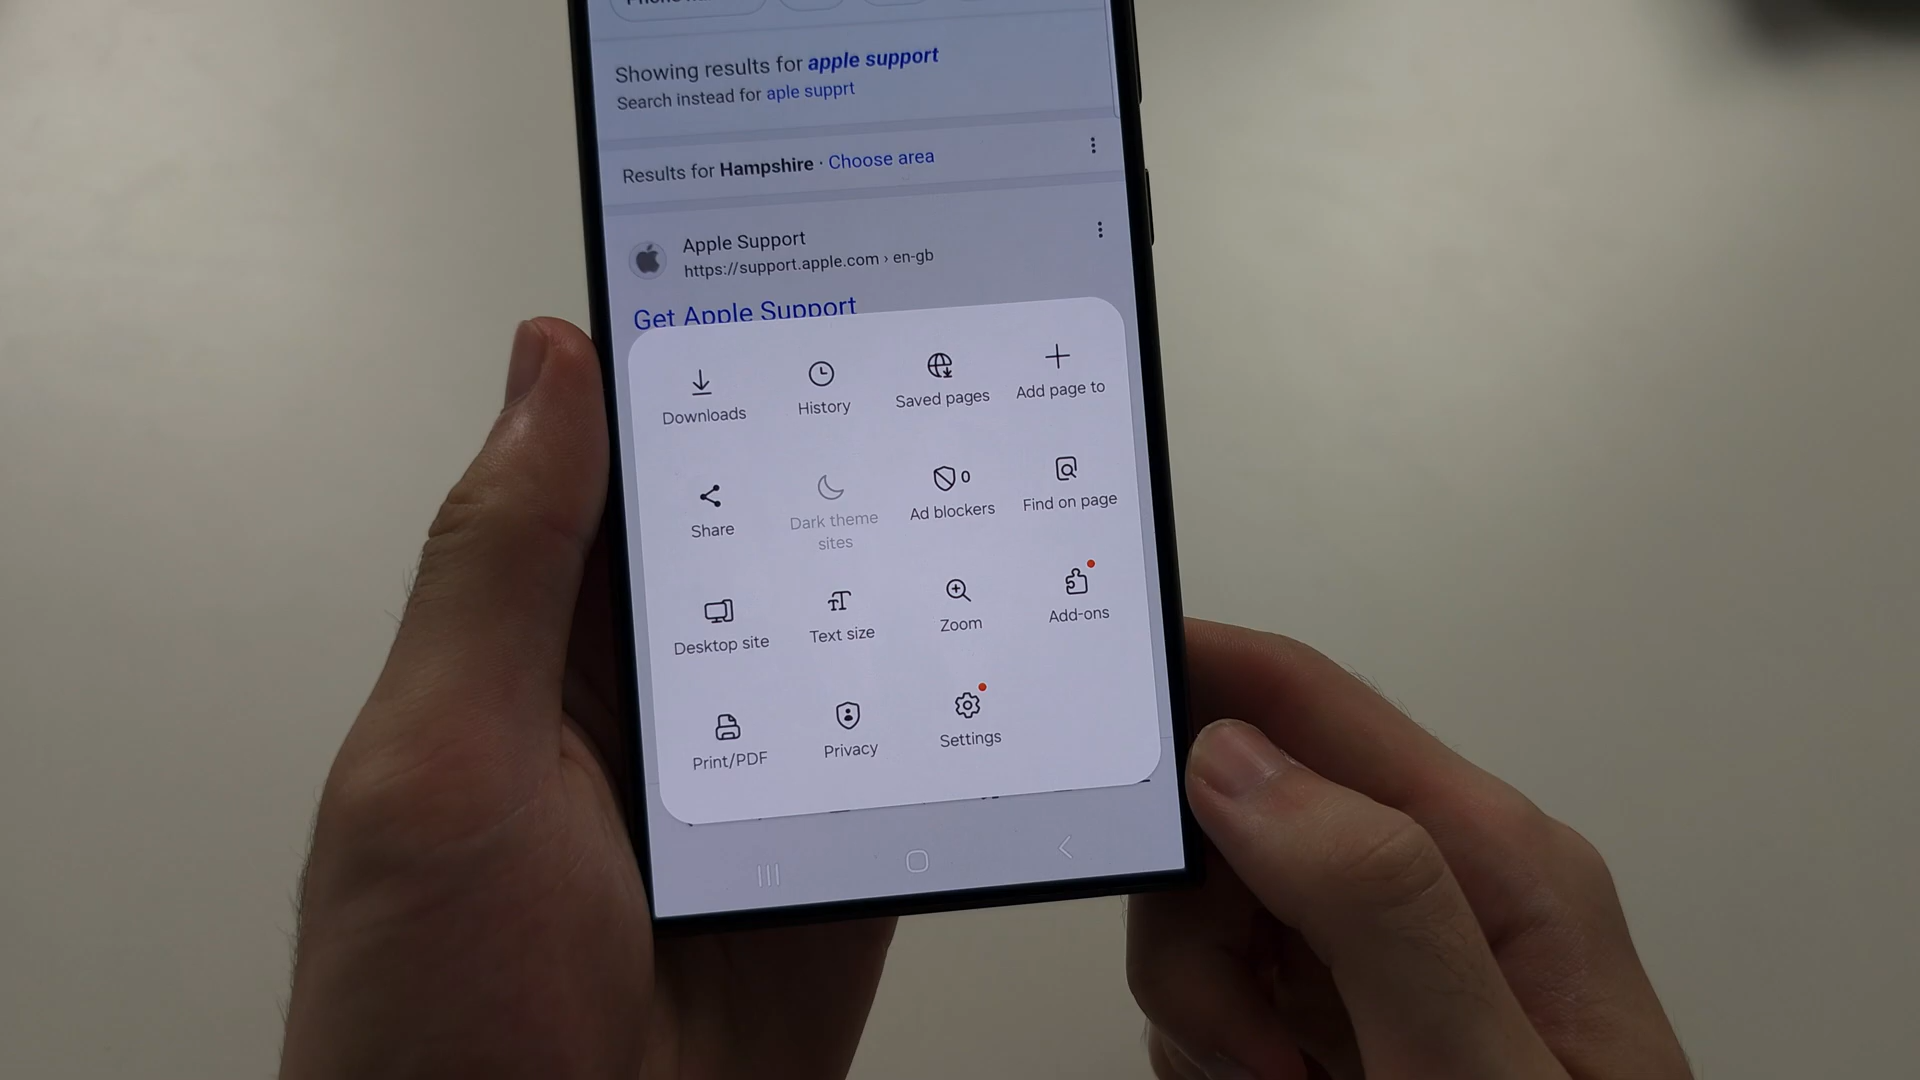 Showing results for apple support
Search instead for aple supprt
Results for Hampshire · Choose area
Apple Support
https://support.apple.com › en-gb
Get Apple Support
Downloads
History
Saved pages
Add page to
Share
Dark theme
sites
0
Ad blockers
Find on page
Desktop site
Text size
Zoom
Add-ons
Print/PDF
Privacy
Settings